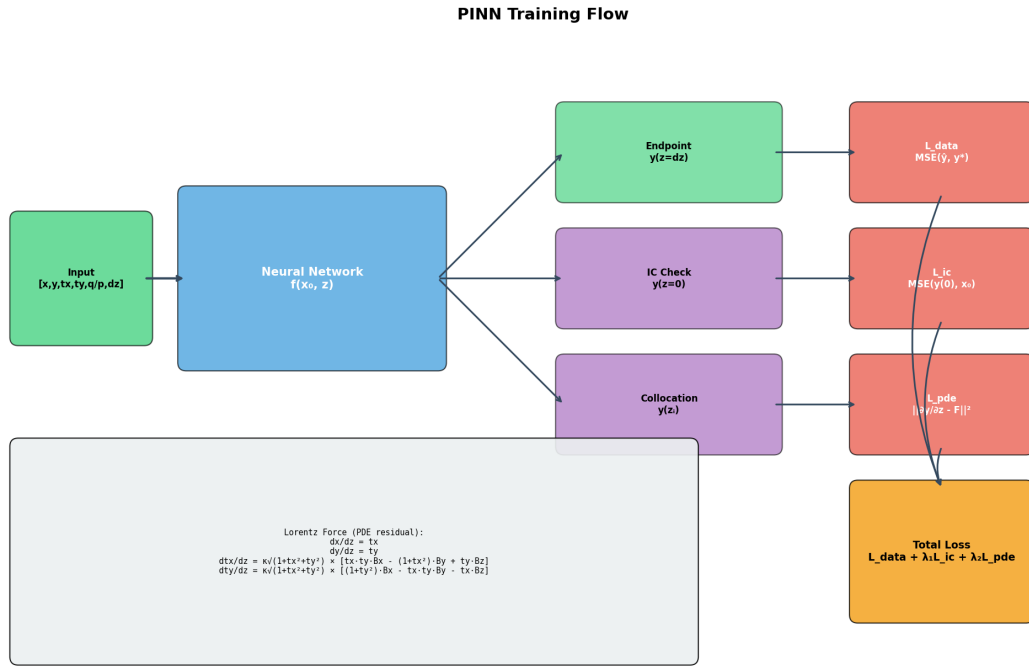 PINN Training Flow
Input
[x,y,tx,ty,q/p,dz]
Neural Network
f(x₀, z)
Endpoint
y(z=dz)
L_data
MSE(ŷ, y*)
IC Check
y(z=0)
L_ic
MSE(y(0), x₀)
Collocation
y(zᵢ)
L_pde
||∂y/∂z - F||²
Lorentz Force (PDE residual):
dx/dz = tx
dy/dz = ty
dtx/dz = κ√(1+tx²+ty²) × [tx·ty·Bx - (1+tx²)·By + ty·Bz]
dty/dz = κ√(1+tx²+ty²) × [(1+ty²)·Bx - tx·ty·By - tx·Bz]
Total Loss
L_data + λ₁L_ic + λ₂L_pde